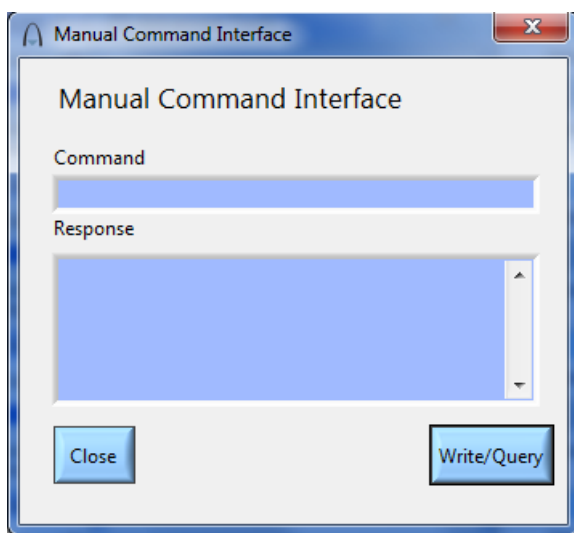 Manual Command Interface
Manual Command Interface
Command
Response
Close
Write/Query